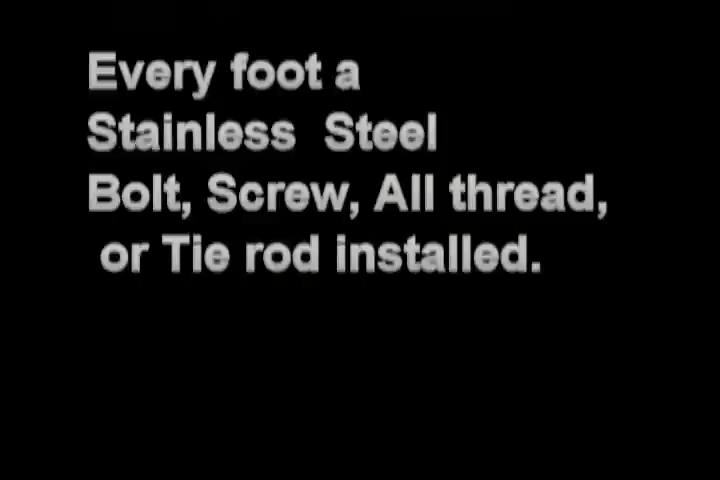 Every foot a
Stainless  Steel
Bolt, Screw, All thread,
or Tie rod installed.